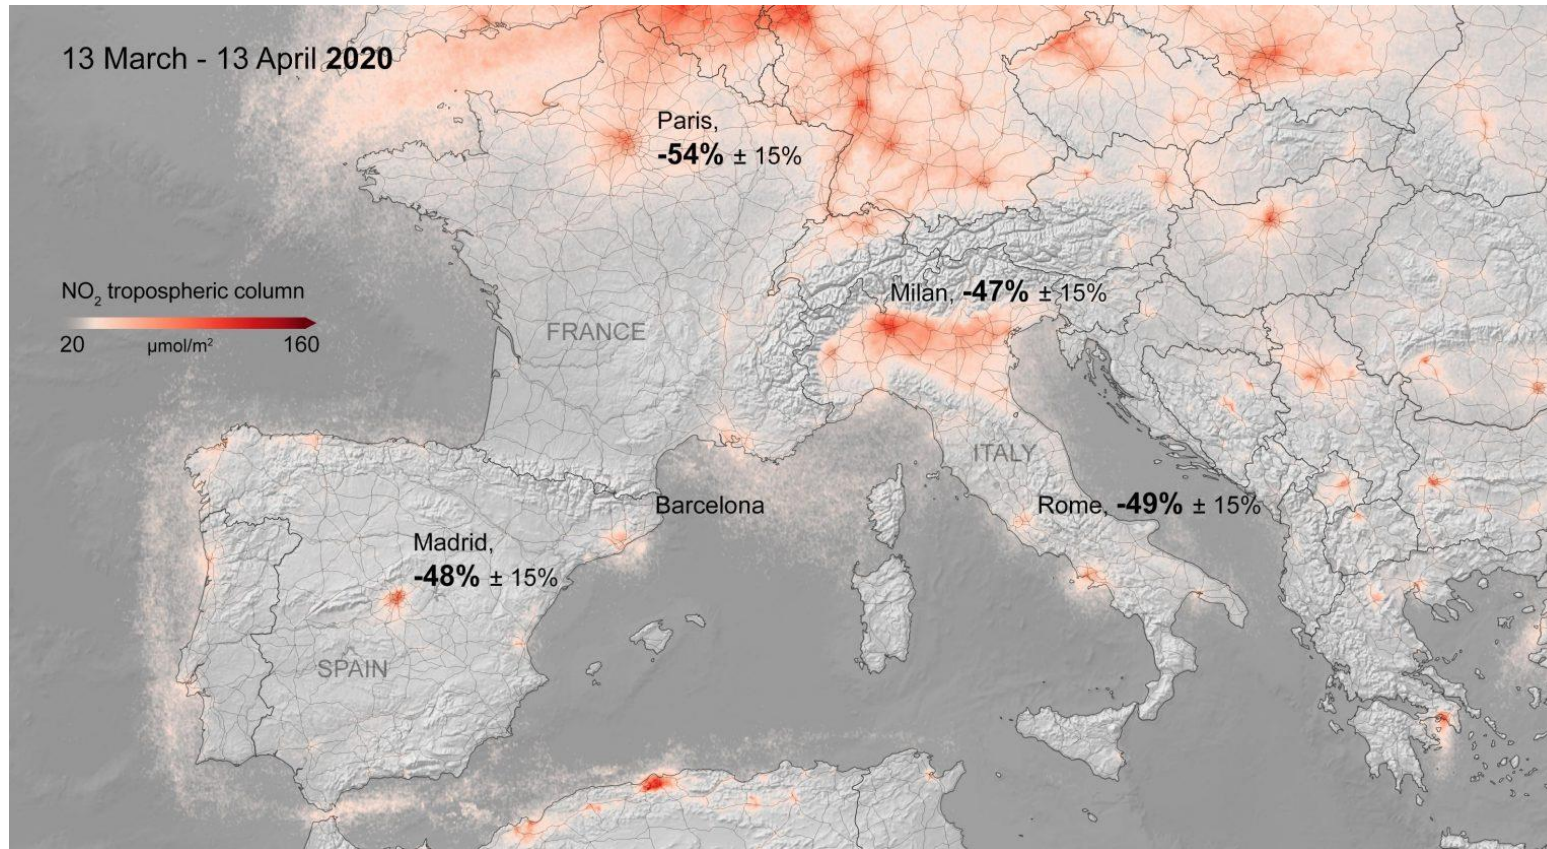 13 March - 13 April 2020
Paris,
-54% ± 15%
NO₂ tropospheric column
20 µmol/m² 160
FRANCE
Milan, -47% ± 15%
ITALY
Barcelona
Rome, -49% ± 15%
Madrid,
-48% ± 15%
SPAIN